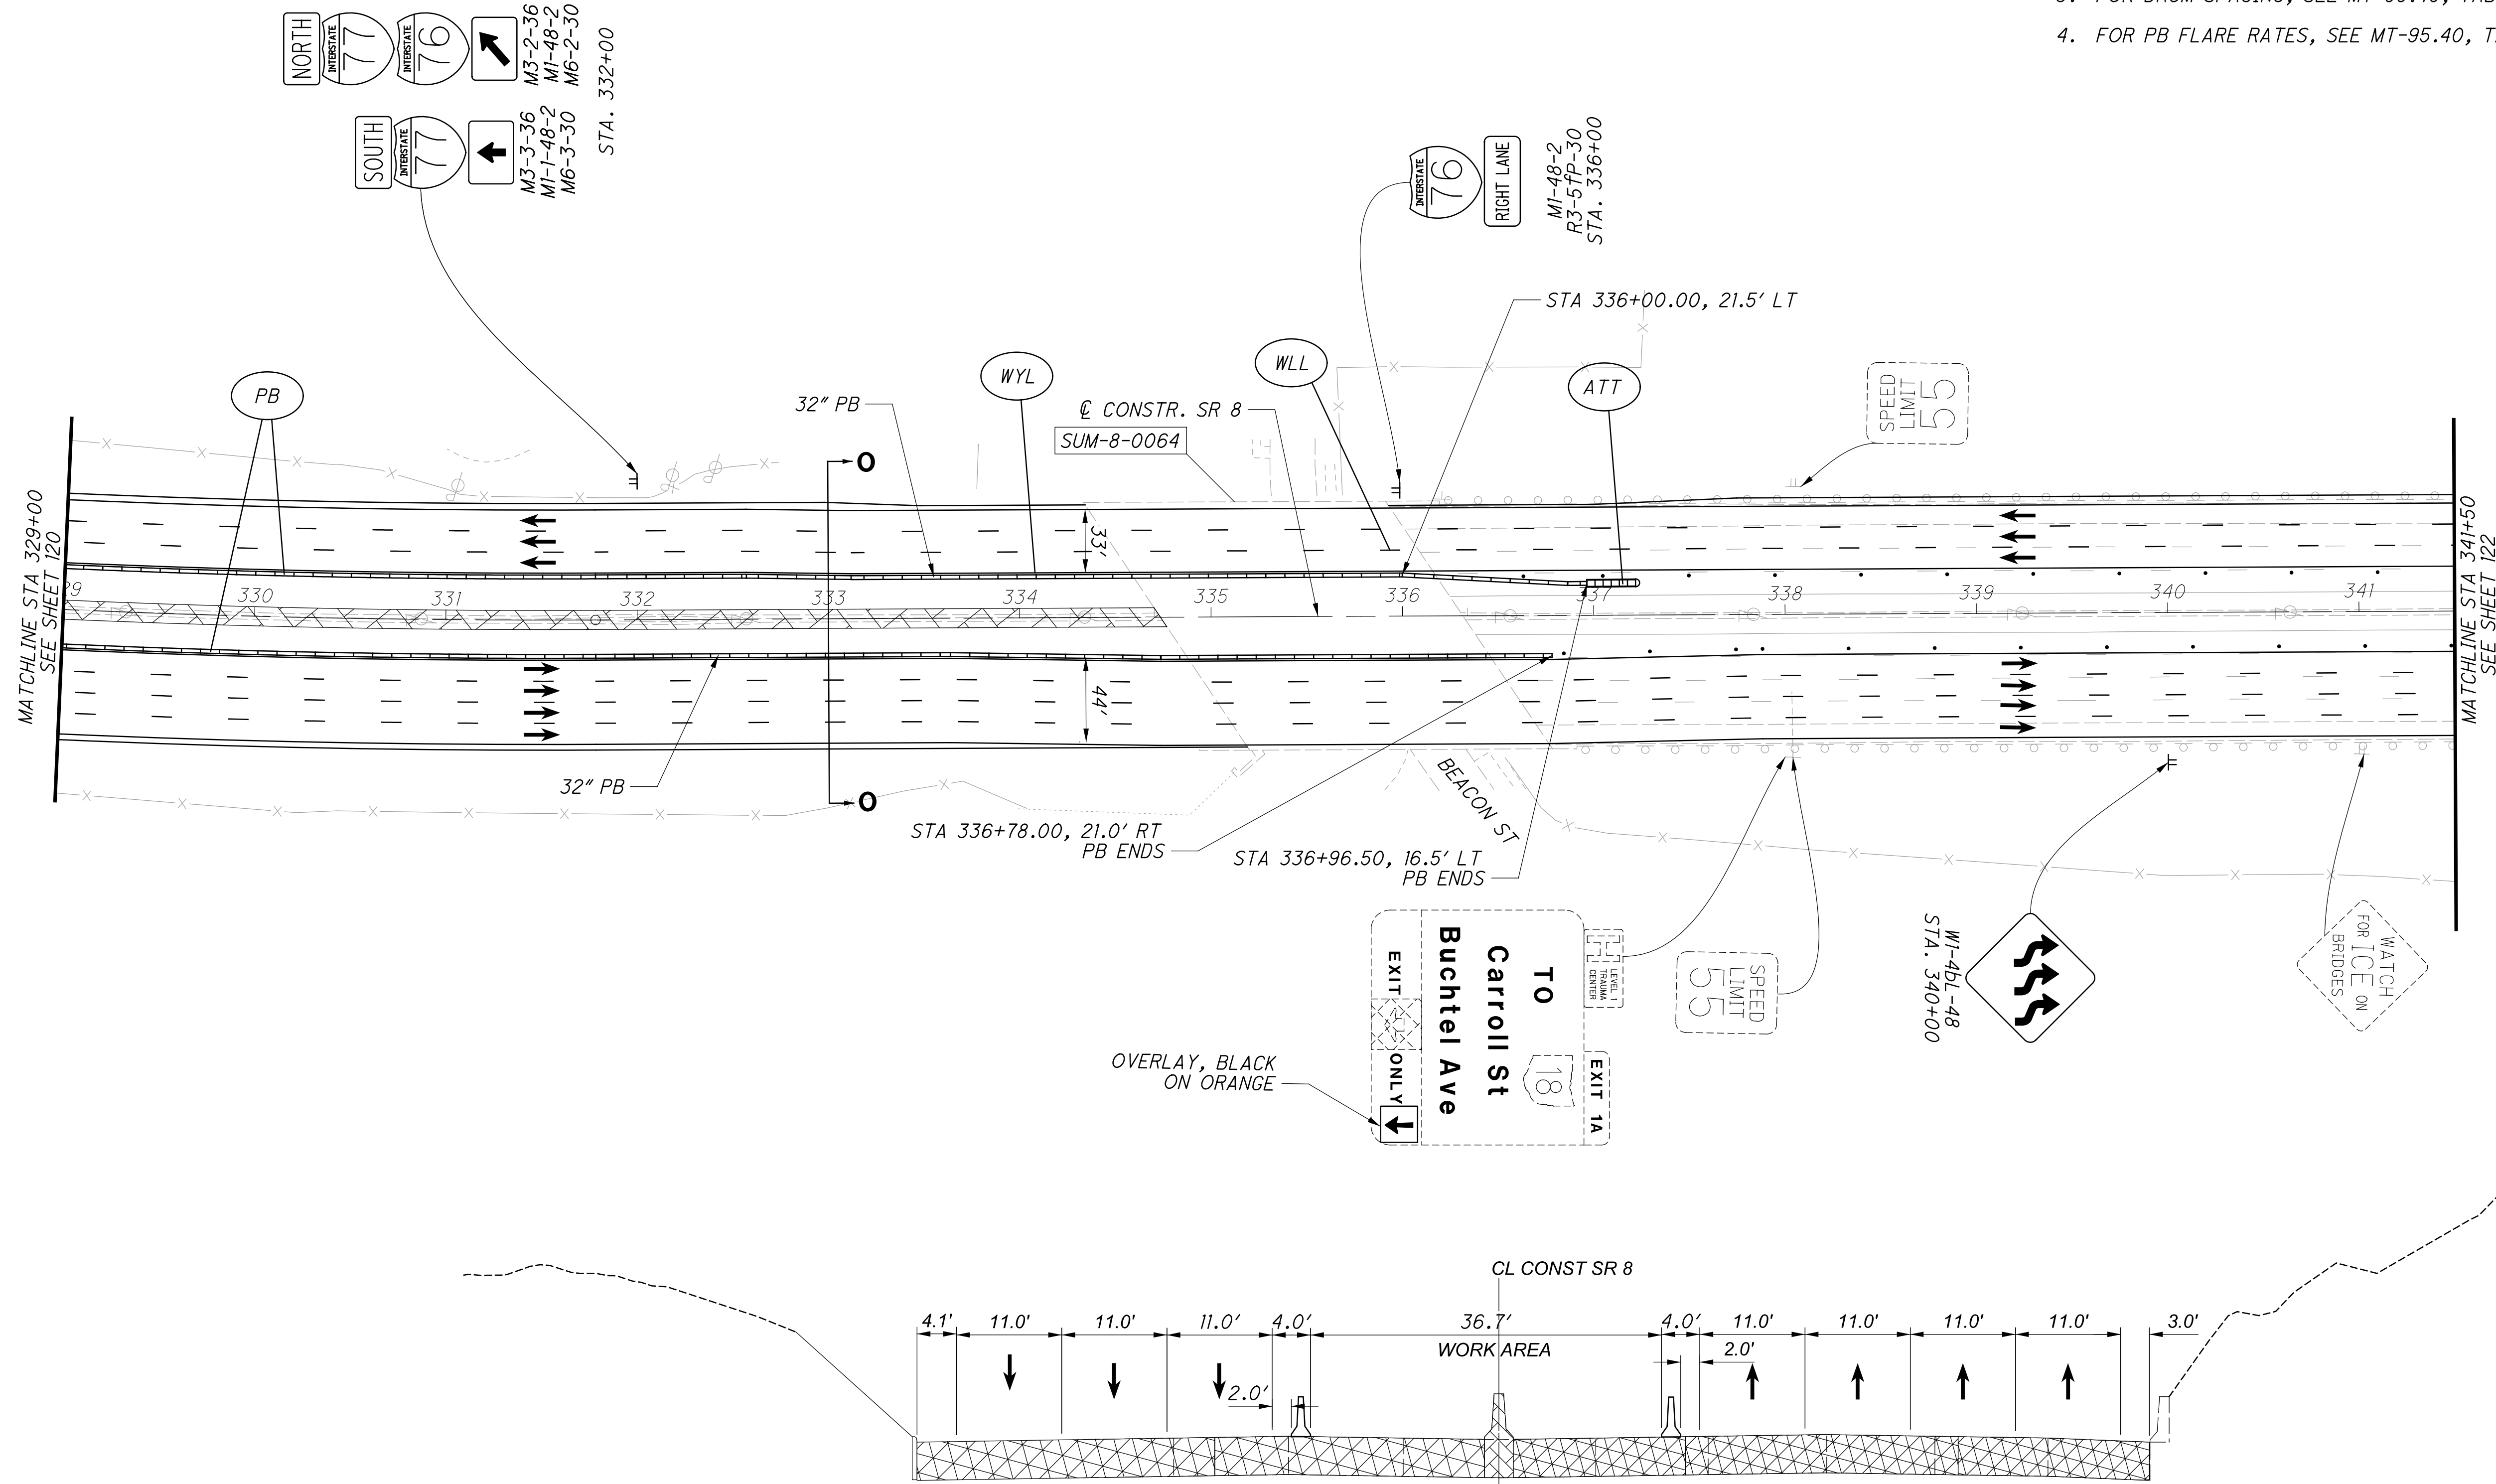 4. FOR PB FLARE RATES, SEE MT-95.40,
NORTH
INTERSTATE
77
INTERSTATE
76
M3-2-36
M1-48-2
M6-2-30
SOUTH
INTERSTATE
77
M3-3-36
M1-1-48-2
M6-3-30
STA. 332+00
INTERSTATE
76
RIGHT LANE
M1-48-2
R3-5fP-30
STA. 336+00
STA 336+00.00, 21.5' LT
PB
32" PB
WYL
℄ CONSTR. SR 8
SUM-8-0064
WLL
ATT
SPEED
LIMIT
55
MATCHLINE STA 329+00
SEE SHEET 120
O
33'
330
331
332
333
334
335
336
337
338
339
340
341
MATCHLINE STA 341+50
SEE SHEET 122
44'
32" PB
O
STA 336+78.00, 21.0' RT
PB ENDS
STA 336+96.50, 16.5' LT
PB ENDS
BEACON ST
LEVEL 1
TRAUMA
CENTER
H
EXIT 1A
TO
18
Carroll St
Buchtel Ave
EXIT
ONLY
OVERLAY, BLACK
ON ORANGE
SPEED
LIMIT
55
W1-4bL-48
STA. 340+00
WATCH
FOR ICE ON
BRIDGES
CL CONST SR 8
4.1'
11.0'
11.0'
11.0'
4.0'
36.7'
4.0'
11.0'
11.0'
11.0'
11.0'
3.0'
WORK AREA
2.0'
2.0'